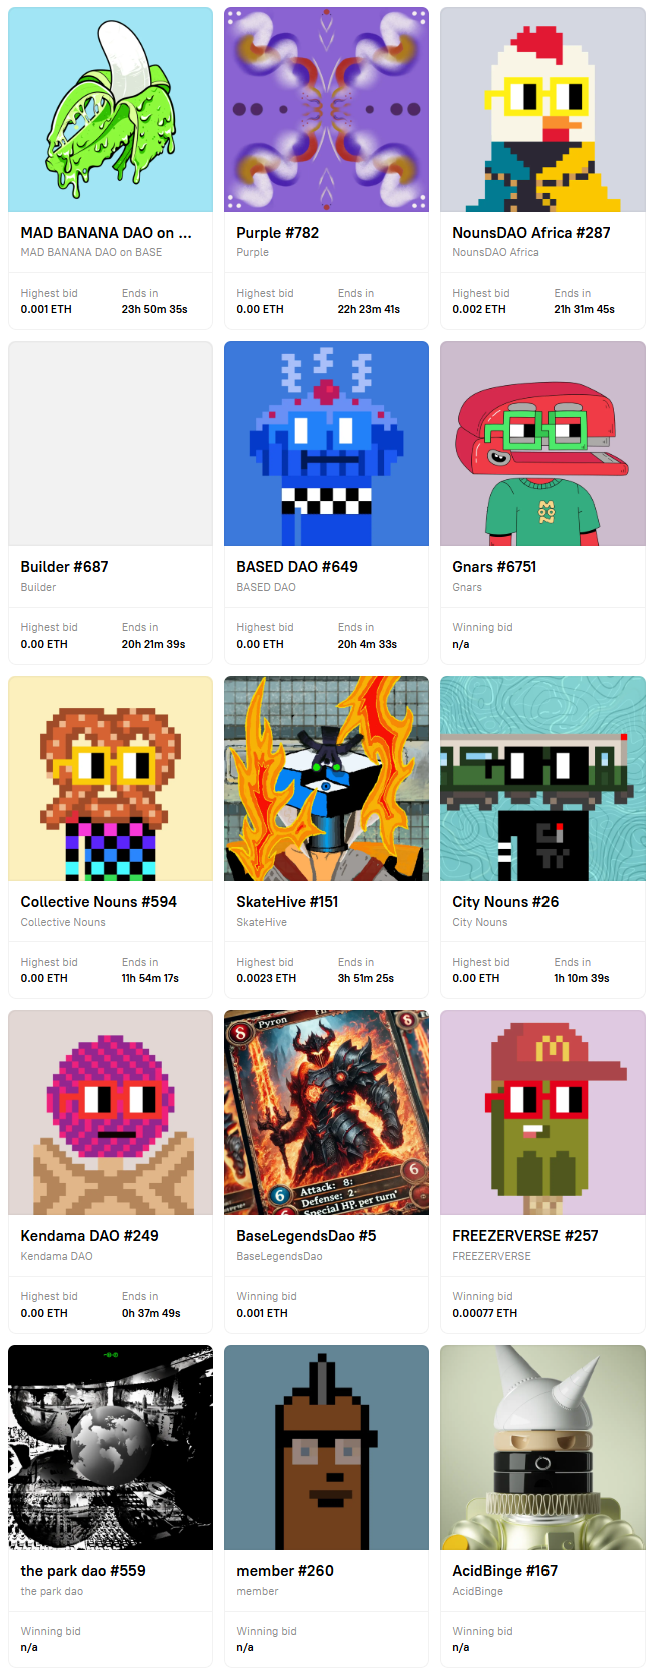 MAD BANANA DAO on ...
MAD BANANA DAO on BASE
Highest bid
Ends in
0.001 ETH
23h 50m 35s
Purple #782
Purple
Highest bid
Ends in
0.00 ETH
22h 23m 41s
NounsDAO Africa #287
NounsDAO Africa
Highest bid
Ends in
0.002 ETH
21h 31m 45s
Builder #687
Builder
Highest bid
Ends in
0.00 ETH
20h 21m 39s
BASED DAO #649
BASED DAO
Highest bid
Ends in
0.00 ETH
20h 4m 33s
Gnars #6751
Gnars
Winning bid
n/a
Collective Nouns #594
Collective Nouns
Highest bid
Ends in
0.00 ETH
11h 54m 17s
SkateHive #151
SkateHive
Highest bid
Ends in
0.0023 ETH
3h 51m 25s
City Nouns #26
City Nouns
Highest bid
Ends in
0.00 ETH
1h 10m 39s
Kendama DAO #249
Kendama DAO
Highest bid
Ends in
0.00 ETH
0h 37m 49s
8
Pyron
8
6
6
Attack: 8:
Defense: 2·
Special HP. per turn'
BaseLegendsDao #5
BaseLegendsDao
Winning bid
0.001 ETH
M
FREEZERVERSE #257
FREEZERVERSE
Winning bid
0.00077 ETH
the park dao #559
the park dao
Winning bid
n/a
member #260
member
Winning bid
n/a
AcidBinge #167
AcidBinge
Winning bid
n/a